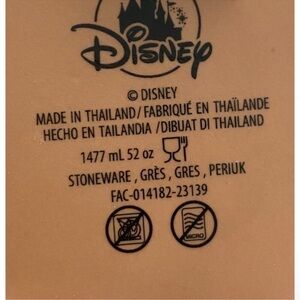 Disney
© DISNEY
MADE IN THAILAND/ FABRIQUÉ EN THAÏLANDE
HECHO EN TAILANDIA /DIBUAT DI THAILAND
1477 mL 52 oz
STONEWARE , GRÈS , GRES , PERIUK
FAC-014182-23139
MICRO